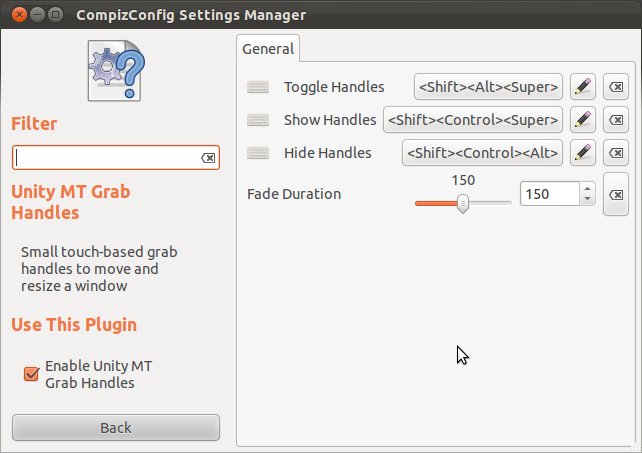 CompizConfig Settings Manager
Filter
Unity MT Grab
Handles
Small touch-based grab
handles to move and
resize a window
Use This Plugin
Enable Unity MT
Grab Handles
Back
General
Toggle Handles <Shift><Alt><Super>
Show Handles <Shift><Control><Super>
Hide Handles <Shift><Control><Alt>
150
Fade Duration 150